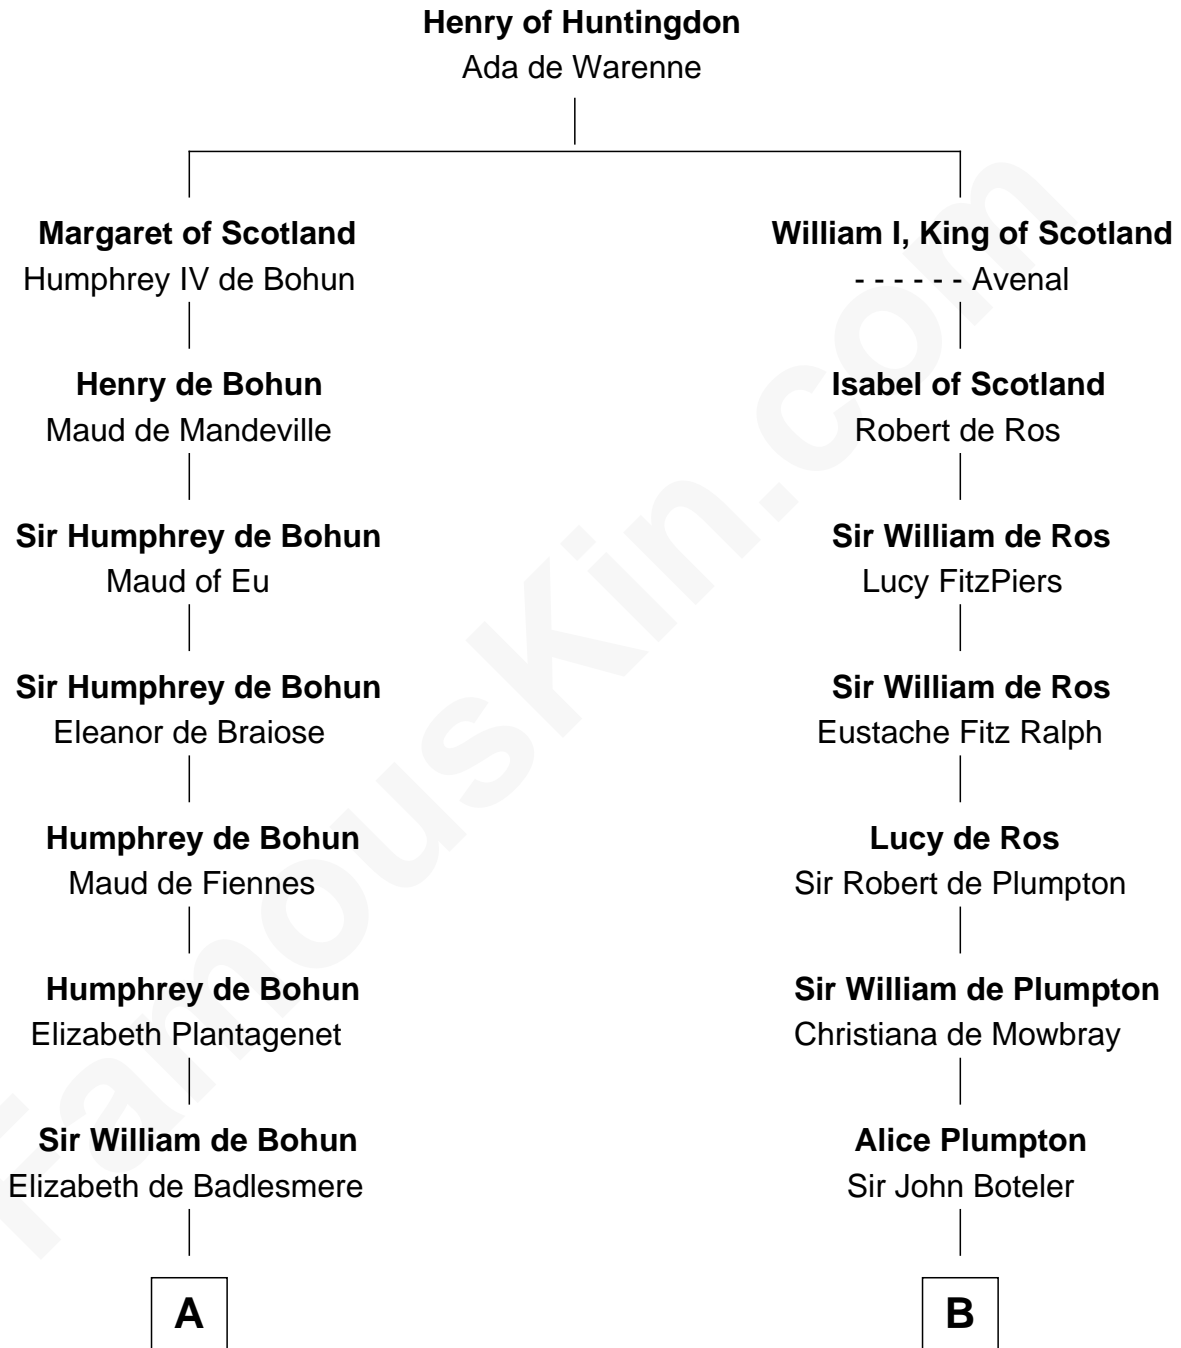 Henry of Huntingdon
Ada de Warenne
Margaret of Scotland
Humphrey IV de Bohun
William I, King of Scotland
- - - - - - Avenal
Henry de Bohun
Maud de Mandeville
Isabel of Scotland
Robert de Ros
Sir Humphrey de Bohun
Maud of Eu
Sir William de Ros
Lucy FitzPiers
Sir Humphrey de Bohun
Eleanor de Braiose
Sir William de Ros
Eustache Fitz Ralph
Humphrey de Bohun
Maud de Fiennes
Lucy de Ros
Sir Robert de Plumpton
Humphrey de Bohun
Elizabeth Plantagenet
Sir William de Plumpton
Christiana de Mowbray
Sir William de Bohun
Elizabeth de Badlesmere
Alice Plumpton
Sir John Boteler
A
B
FamousKin.com